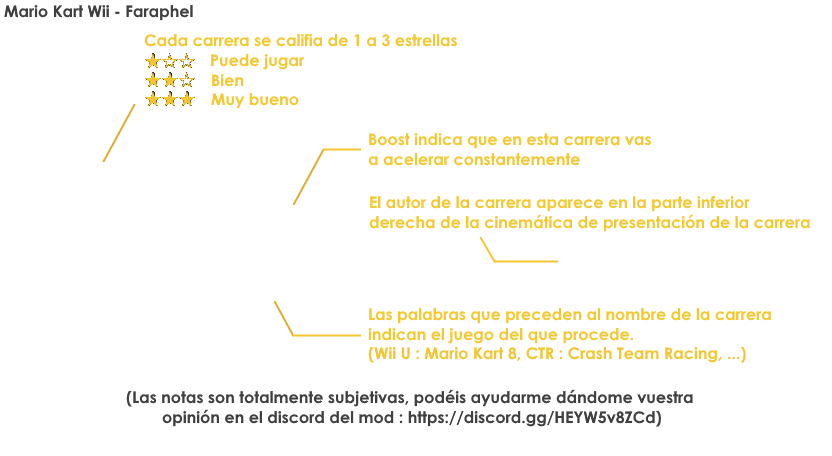 Mario Kart Wii - Faraphel
Cada carrera se califia de 1 a 3 estrellas
Puede jugar
Bien
Muy bueno
Boost indica que en esta carrera vas
a acelerar constantemente
El autor de la carrera aparece en la parte inferior
derecha de la cinemática de presentación de la carrera
Las palabras que preceden al nombre de la carrera
indican el juego del que procede.
(Wii U : Mario Kart 8, CTR : Crash Team Racing, ...)
(Las notas son totalmente subjetivas, podéis ayudarme dándome vuestra
opinión en el discord del mod : https://discord.gg/HEYW5v8ZCd)